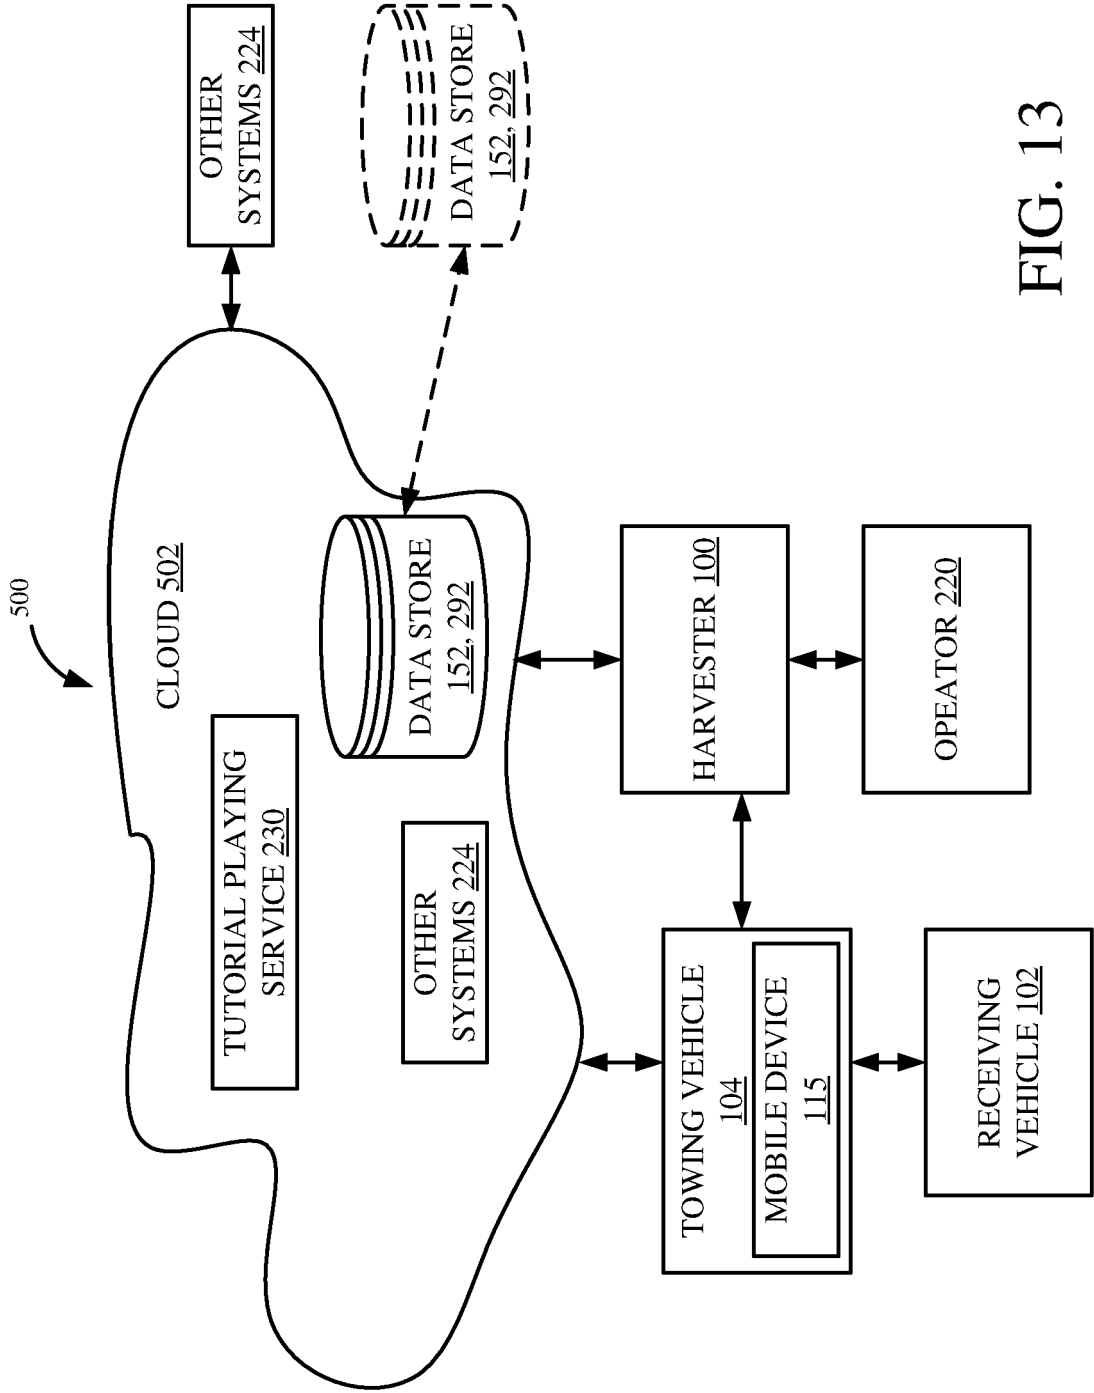 500
CLOUD 502
TUTORIAL PLAYING
SERVICE 230
DATA STORE
152, 292
OTHER
SYSTEMS 224
OTHER
SYSTEMS 224
DATA STORE
152, 292
TOWING VEHICLE
104
MOBILE DEVICE
115
HARVESTER 100
RECEIVING
VEHICLE 102
OPEATOR 220
FIG. 13